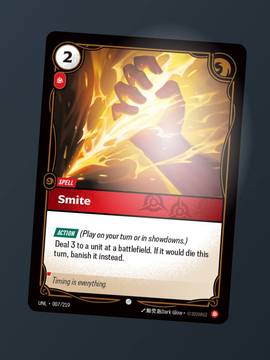 2
SPELL
Smite
ACTION (Play on your turn or in showdowns.)
Deal 3 to a unit at a battlefield. If it would die this
turn, banish it instead.
Timing is everything.
UNL • 007/219